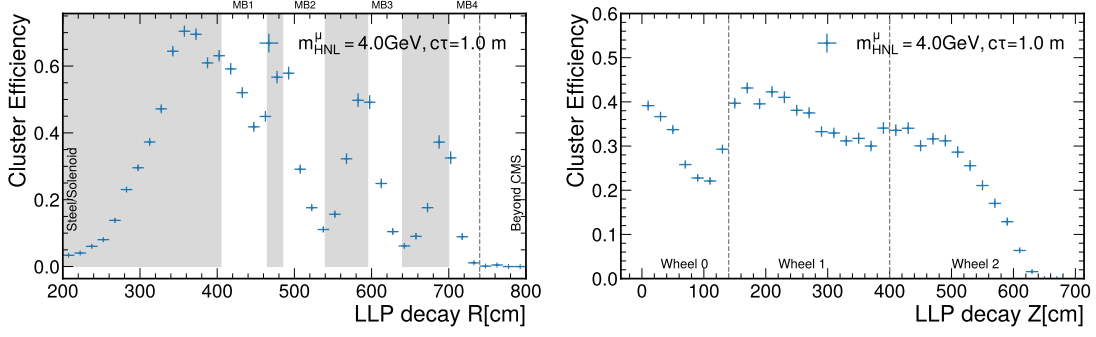 MB1 MB2 MB3 MB4
m^μ_HNL = 4.0GeV, cτ=1.0 m
Cluster Efficiency
0.6
0.4
0.2
0.0
Steel/Solenoid
Beyond CMS
200 300 400 500 600 700 800
LLP decay R[cm]
m^μ_HNL = 4.0GeV, cτ=1.0 m
Cluster Efficiency
0.6
0.5
0.4
0.3
0.2
0.1
0.0
Wheel 0 Wheel 1 Wheel 2
0 100 200 300 400 500 600 700
LLP decay Z[cm]